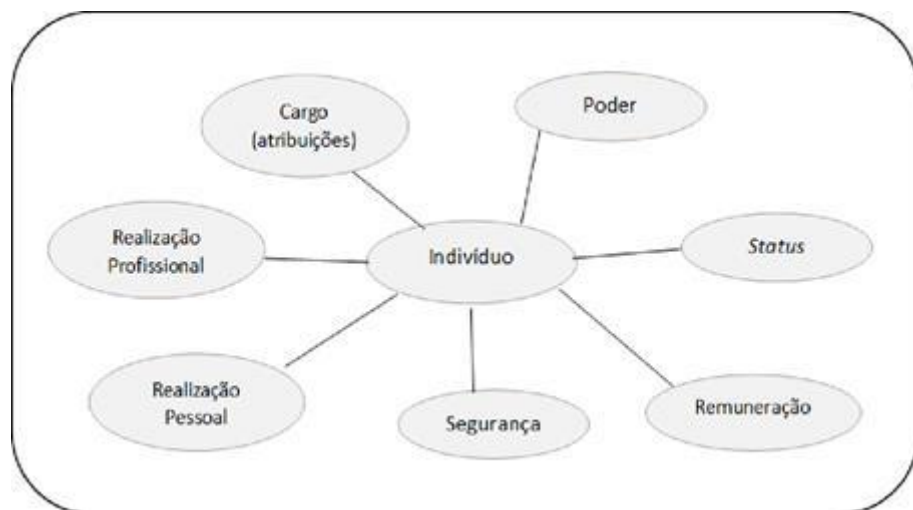 Cargo
(atribuições)
Poder
Realização
Profissional
Indivíduo
Status
Realização
Pessoal
Segurança
Remuneração